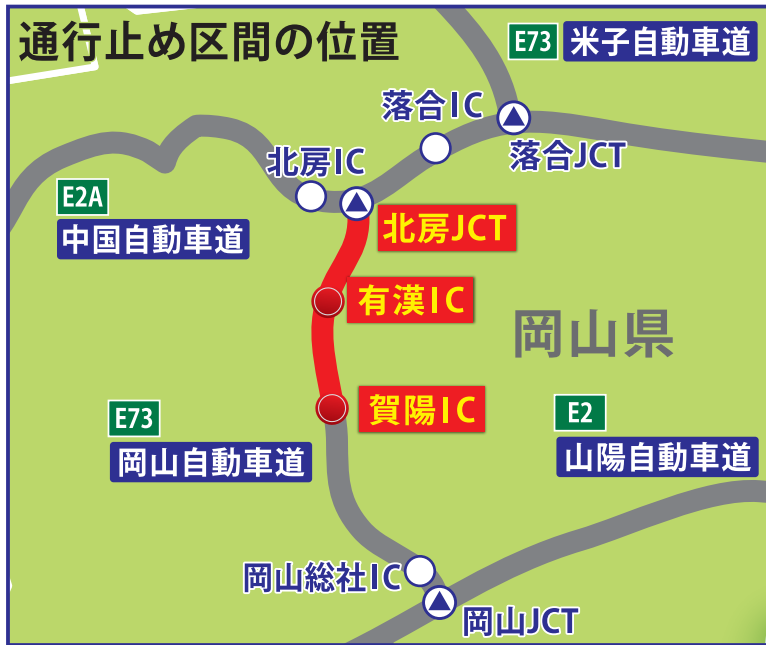 通行止め区間の位置
E73 米子自動車道
落合IC
落合JCT
北房IC
E2A
中国自動車道
北房JCT
有漢IC
岡山県
賀陽IC
E73
岡山自動車道
E2
山陽自動車道
岡山総社IC
岡山JCT